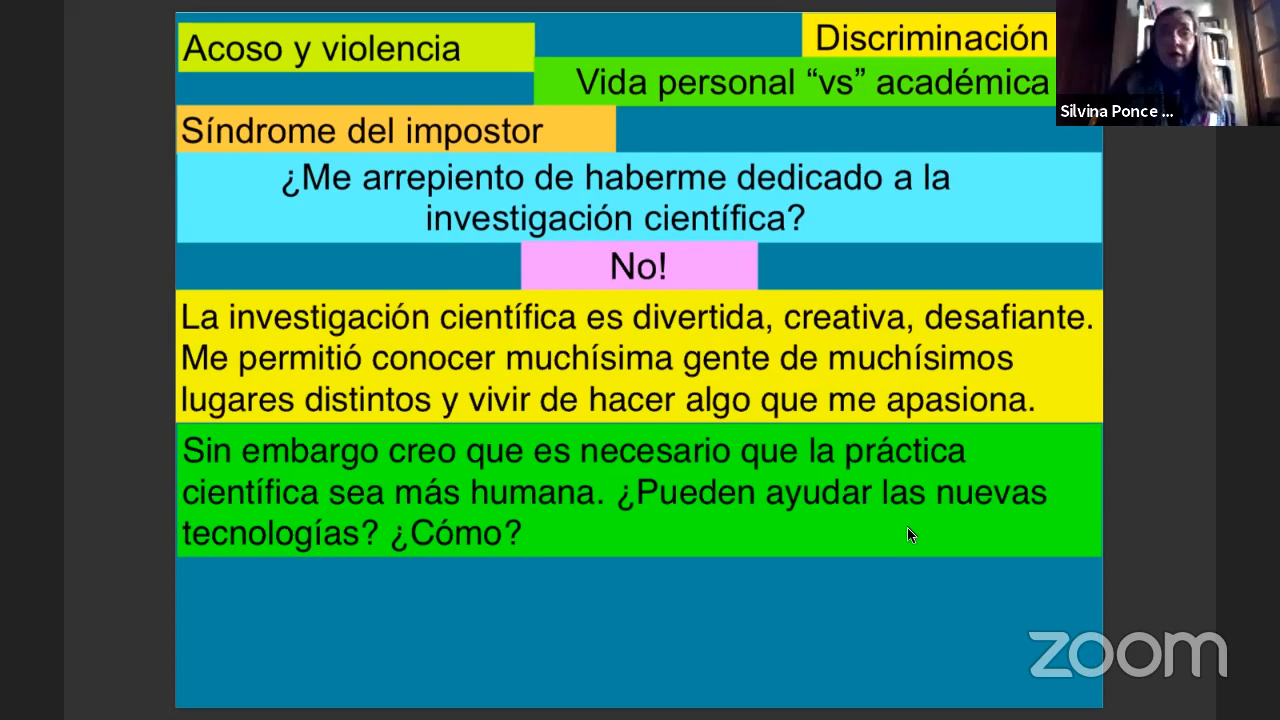 Acoso y violencia
Discriminación
Vida personal “vs” académica
Síndrome del impostor
¿Me arrepiento de haberme dedicado a la
investigación científica?
No!
La investigación científica es divertida, creativa, desafiante.
Me permitió conocer muchísima gente de muchísimos
lugares distintos y vivir de hacer algo que me apasiona.
Sin embargo creo que es necesario que la práctica
científica sea más humana. ¿Pueden ayudar las nuevas
tecnologías? ¿Cómo?
Silvina Ponce ...
zoom